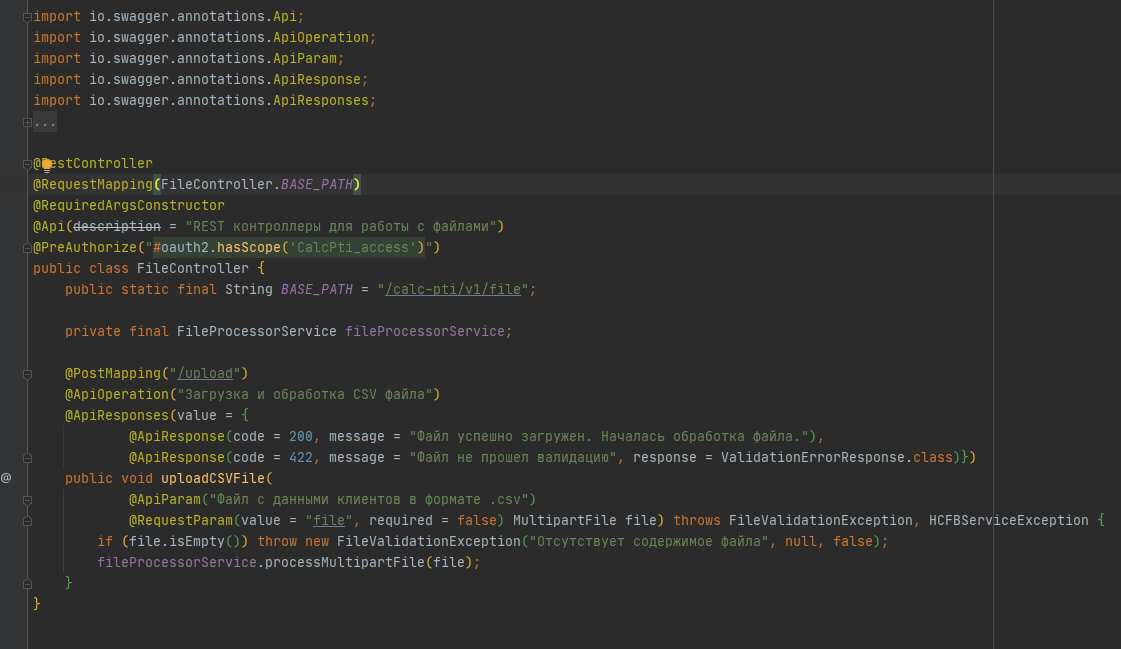 import io.swagger.annotations.Api;
import io.swagger.annotations.ApiOperation;
import io.swagger.annotations.ApiParam;
import io.swagger.annotations.ApiResponse;
import io.swagger.annotations.ApiResponses;
...
@RestController
@RequestMapping(FileController.BASE_PATH)
@RequiredArgsConstructor
@Api(description = "REST контроллеры для работы с файлами")
@PreAuthorize("#oauth2.hasScope('CalcPti_access')")
public class FileController {
    public static final String BASE_PATH = "/calc-pti/v1/file";
    private final FileProcessorService fileProcessorService;
    @PostMapping("/upload")
    @ApiOperation("Загрузка и обработка CSV файла")
    @ApiResponses(value = {
            @ApiResponse(code = 200, message = "Файл успешно загружен. Началась обработка файла."),
            @ApiResponse(code = 422, message = "Файл не прошел валидацию", response = ValidationErrorResponse.class)})
@
    public void uploadCSVFile(
            @ApiParam("Файл с данными клиентов в формате .csv")
            @RequestParam(value = "file", required = false) MultipartFile file) throws FileValidationException, HCFBServiceException {
        if (file.isEmpty()) throw new FileValidationException("Отсутствует содержимое файла", null, false);
        fileProcessorService.processMultipartFile(file);
    }
}